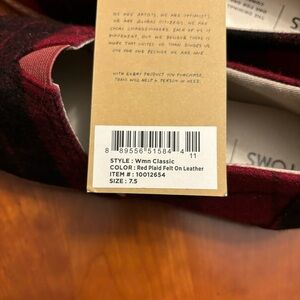 WE ARE ARTISTS, WE ARE OPTIMISTS,
WE ARE GLOBAL CITIZENS. WE ARE
EACH OF US IS
DIFFERENT, BUT WE BELIEVE THERE IS
MORE THAT UNITES US THAN DIVIDES US
ONE FOR ONE BECAUSE WE ARE ONE
WITH EVERY PRODUCT YOU PURCHASE,
TOMS WILL HELP A PERSON IN NEED.
8 89556 51584 4
11
STYLE : Wmn Classic
COLOR : Red Plaid Felt On Leather
ITEM # : 10012654
SIZE : 7.5
TOMS